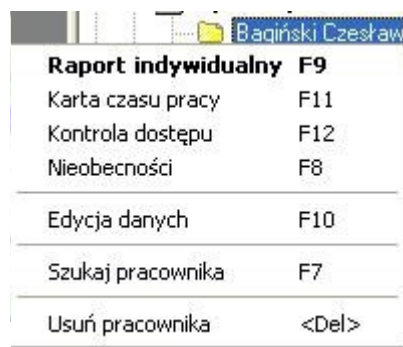 Bagiński Czesław
Raport indywidualny F9
Karta czasu pracy F11
Kontrola dostępu F12
Nieobecności F8
Edycja danych F10
Szukaj pracownika F7
Usuń pracownika <Del>